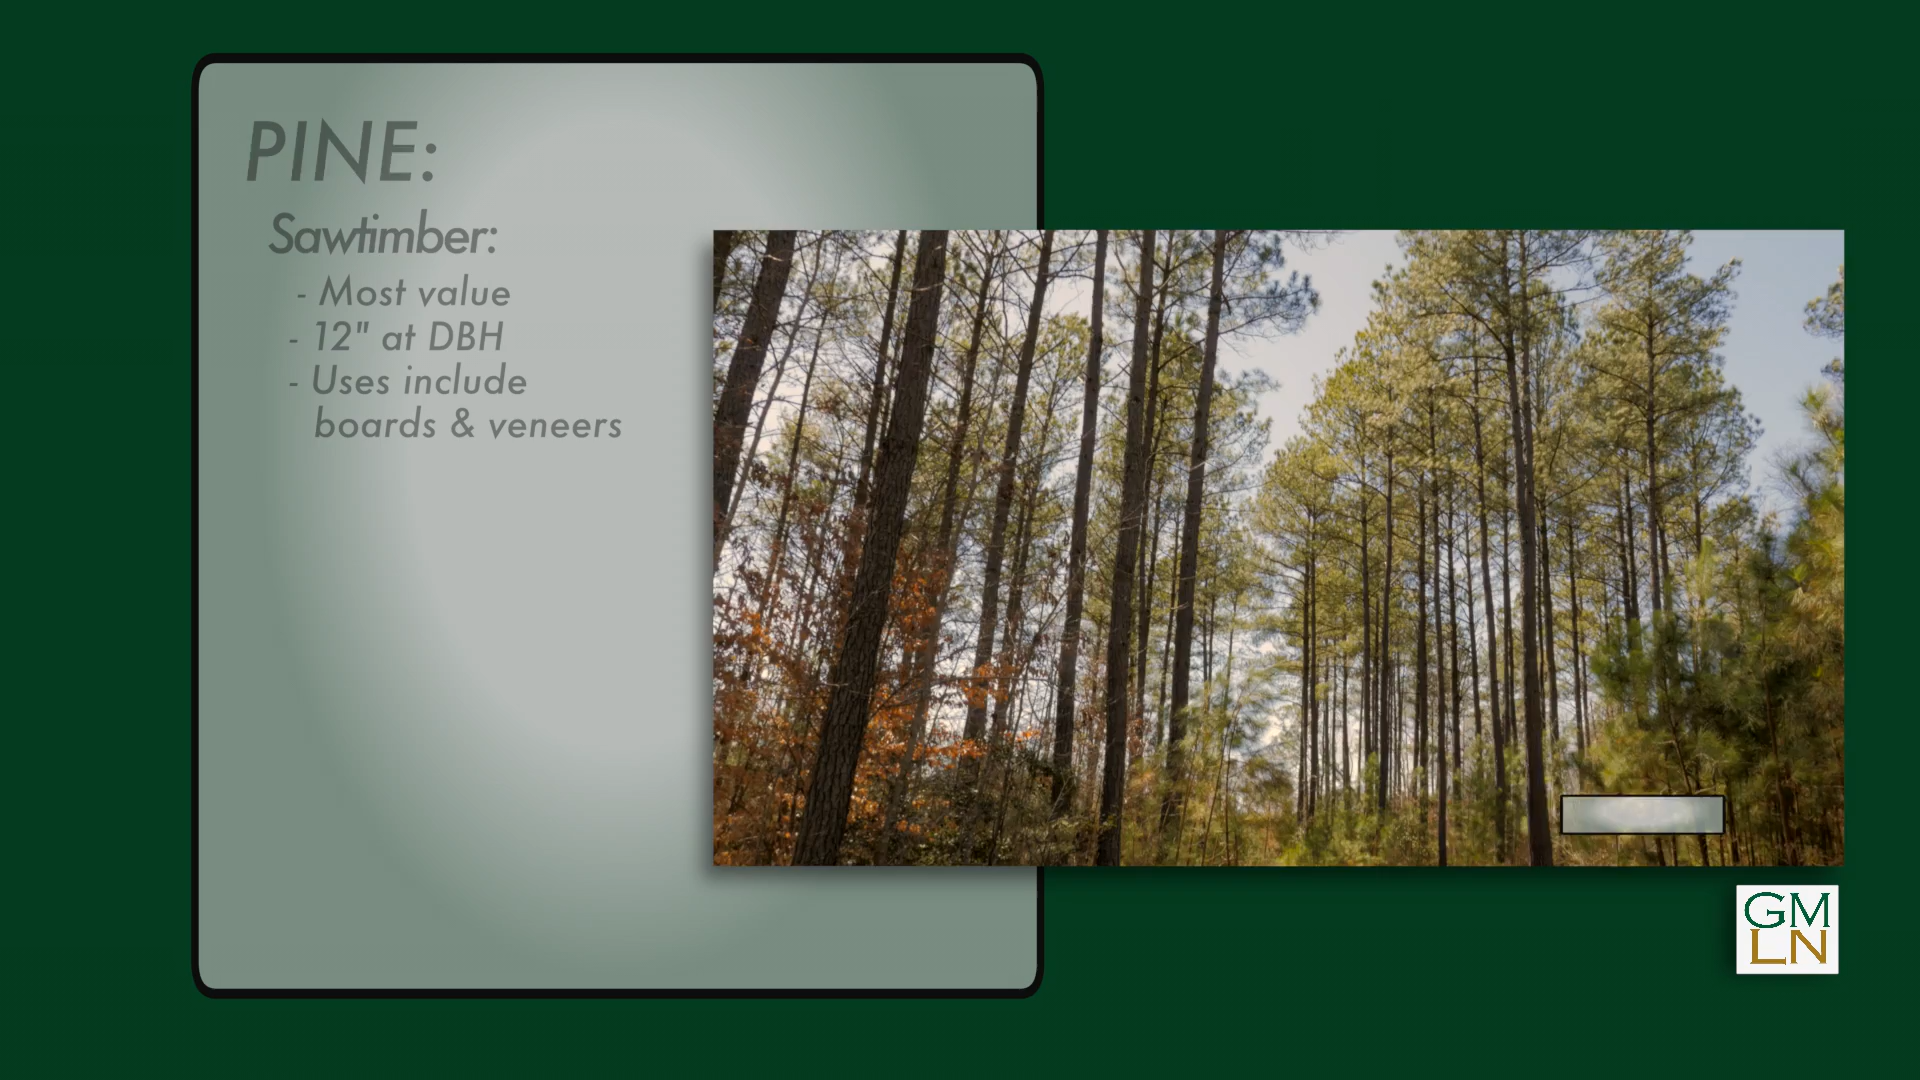 PINE:
Sawtimber:
- Most value
- 12" at DBH
- Uses include
boards & veneers
GM
LN